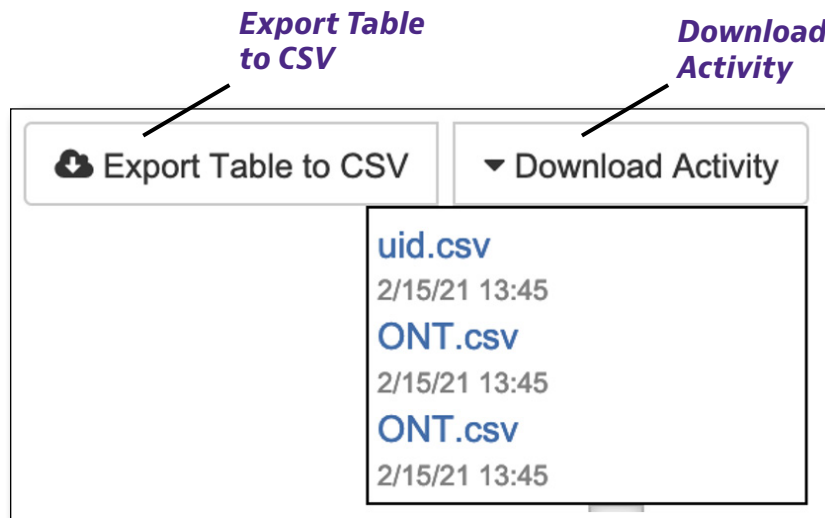 Export Table
to CSV
Download
Activity
Export Table to CSV
Download Activity
uid.csv
2/15/21 13:45
ONT.csv
2/15/21 13:45
ONT.csv
2/15/21 13:45